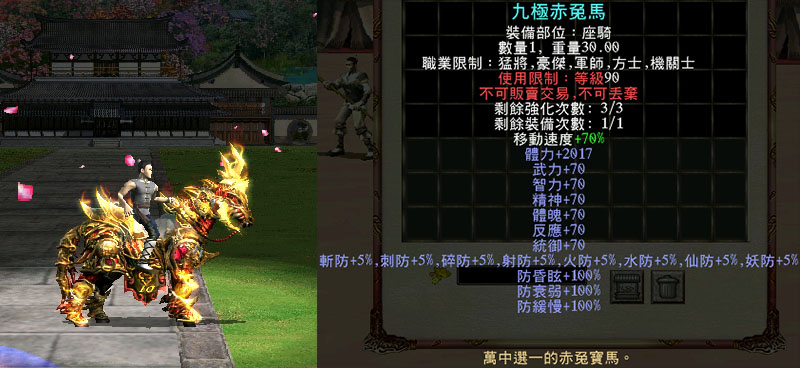 九極赤兔馬
裝備部位：座騎
數量1, 重量30.00
職業限制：猛將,豪傑,軍師,方士,機關士
使用限制：等級90
不可販賣交易,不可丟棄
剩餘強化次數: 3/3
剩餘裝備次數: 1/1
移動速度+70%
體力+2017
武力+70
智力+70
精神+70
體魄+70
反應+70
統御+70
斬防+5%,刺防+5%,碎防+5%,射防+5%,火防+5%,水防+5%,仙防+5%,妖防+5%
防昏眩+100%
防衰弱+100%
防緩慢+100%
萬中選一的赤兔寶馬。